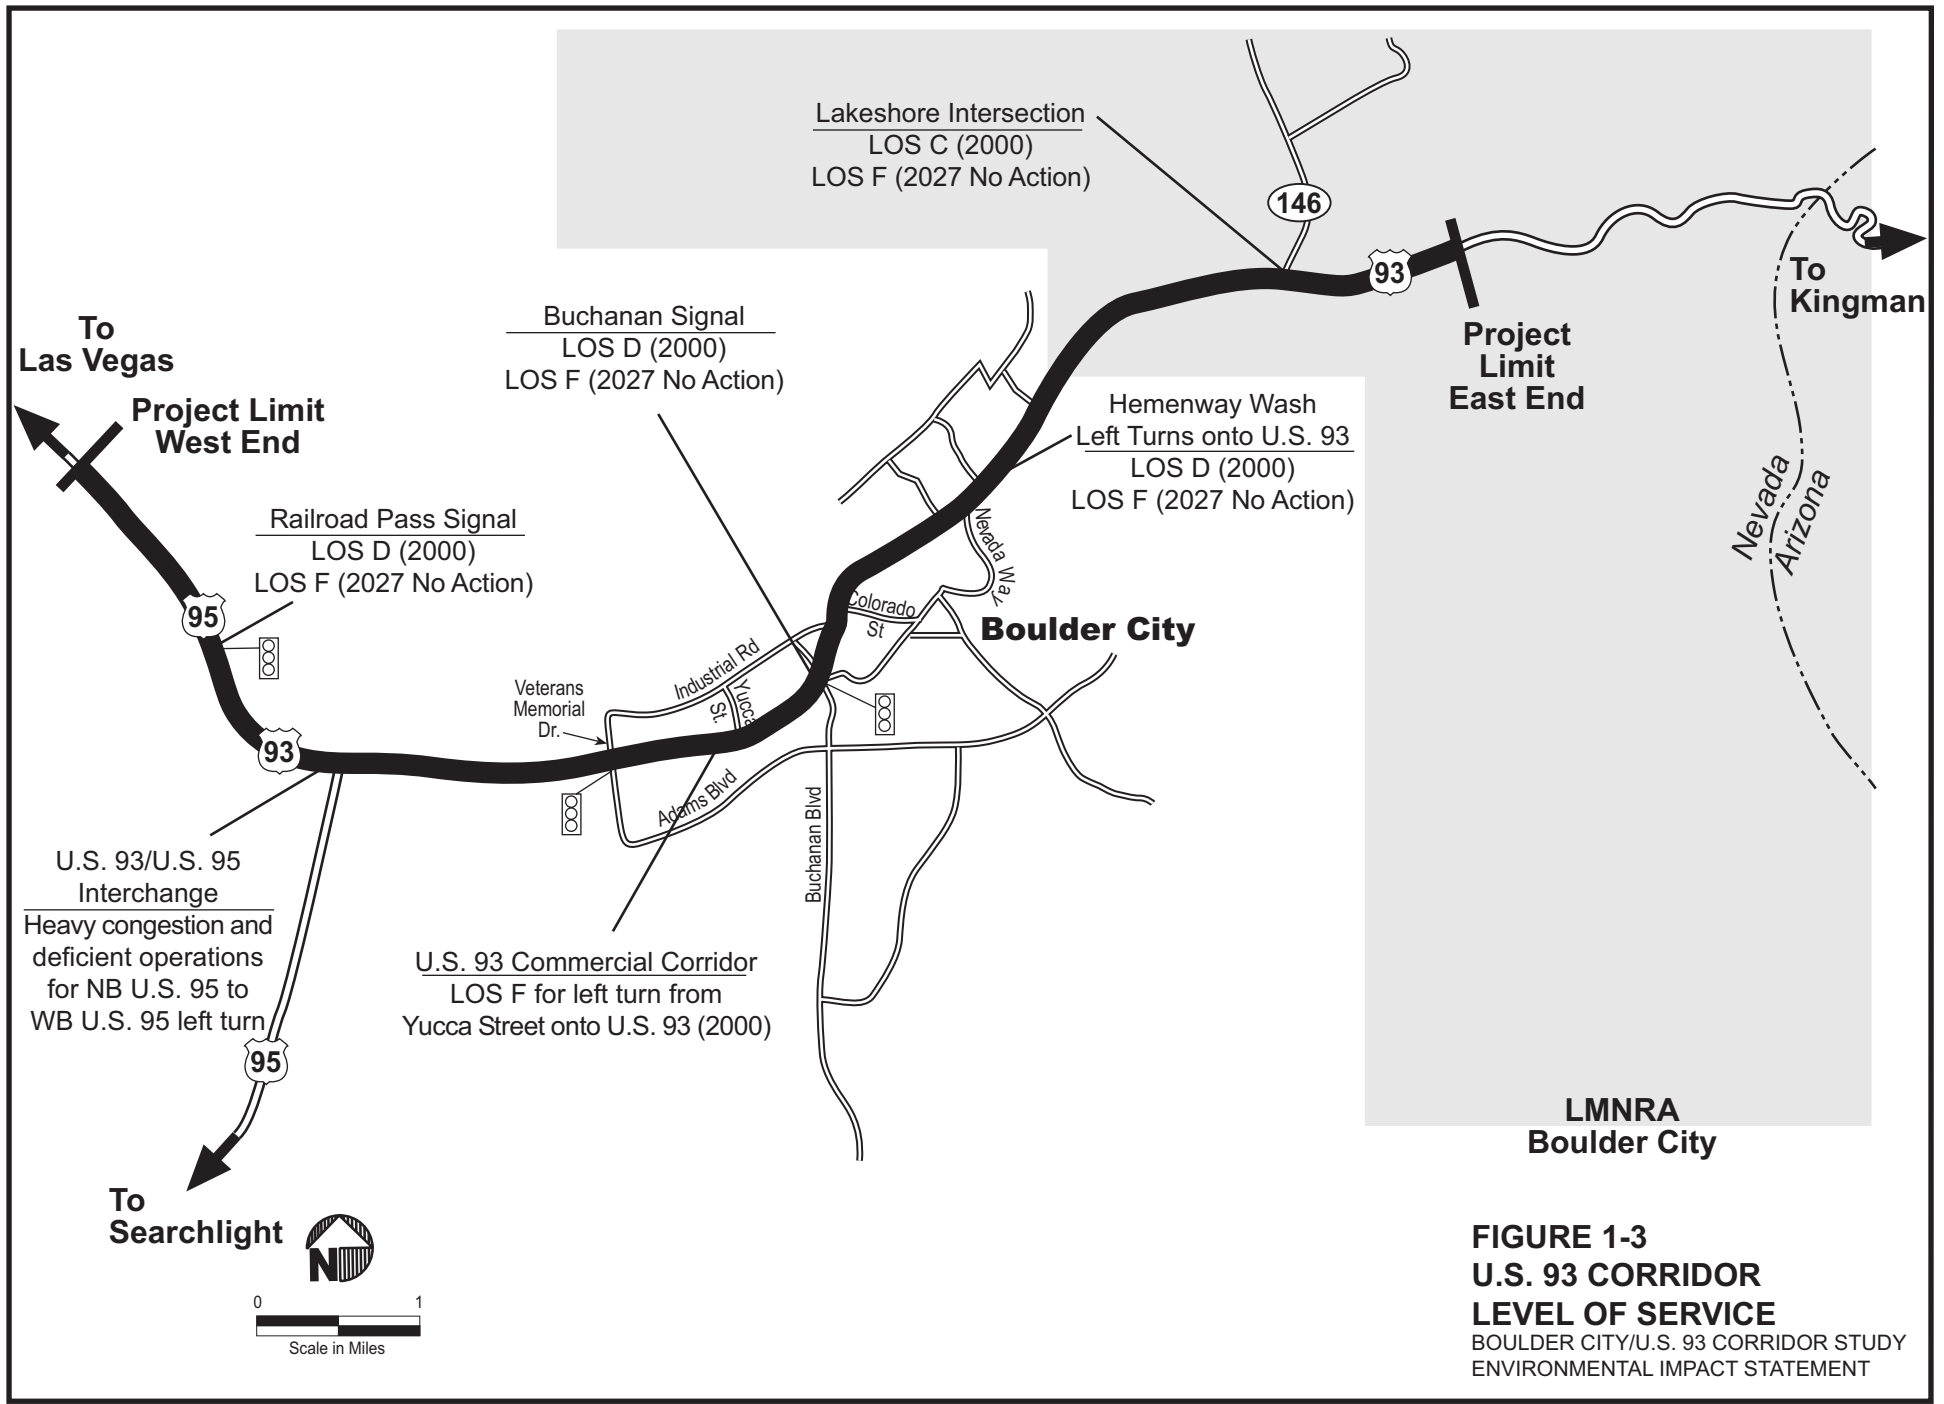 Lakeshore Intersection
LOS C (2000)
LOS F (2027 No Action)
146
93
To
Kingman
Project
Limit
East End
Buchanan Signal
LOS D (2000)
LOS F (2027 No Action)
To
Las Vegas
Project Limit
West End
Hemenway Wash
Left Turns onto U.S. 93
LOS D (2000)
LOS F (2027 No Action)
Nevada
Arizona
Railroad Pass Signal
LOS D (2000)
LOS F (2027 No Action)
95
Nevada Way
Colorado
St
Boulder City
Industrial Rd
Yucca
St.
Veterans
Memorial
Dr.
93
Adams Blvd
Buchanan Blvd
U.S. 93/U.S. 95
Interchange
Heavy congestion and
deficient operations
for NB U.S. 95 to
WB U.S. 95 left turn
U.S. 93 Commercial Corridor
LOS F for left turn from
Yucca Street onto U.S. 93 (2000)
95
To
Searchlight
N
0 1
Scale in Miles
LMNRA
Boulder City
FIGURE 1-3
U.S. 93 CORRIDOR
LEVEL OF SERVICE
BOULDER CITY/U.S. 93 CORRIDOR STUDY
ENVIRONMENTAL IMPACT STATEMENT